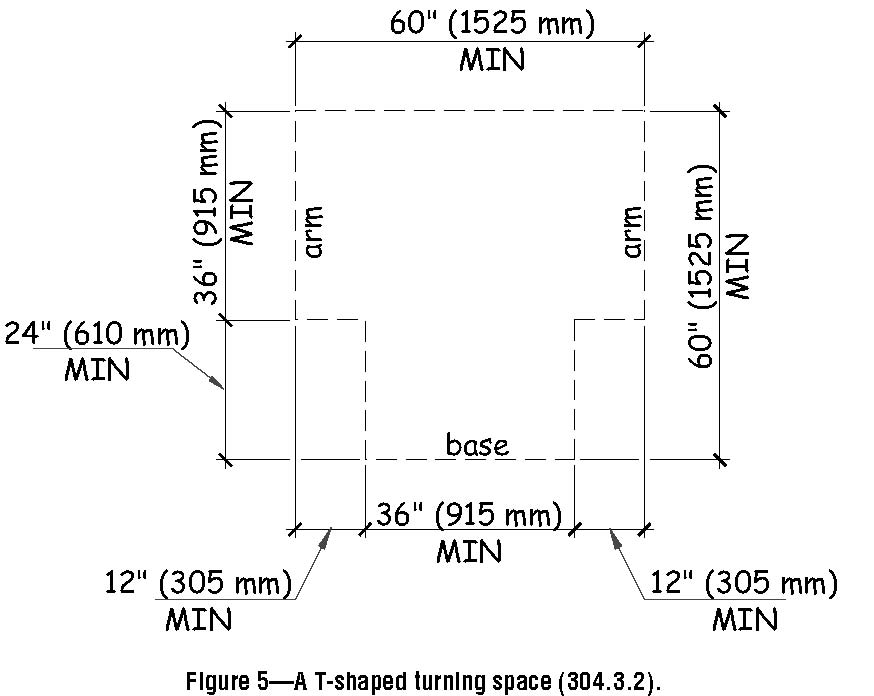 60" (1525 mm)
MIN
36" (915 mm)
MIN
arm
arm
60" (1525 mm)
MIN
24" (610 mm)
MIN
base
36" (915 mm)
MIN
12" (305 mm)
MIN
12" (305 mm)
MIN
Figure 5—A T-shaped turning space (304.3.2).